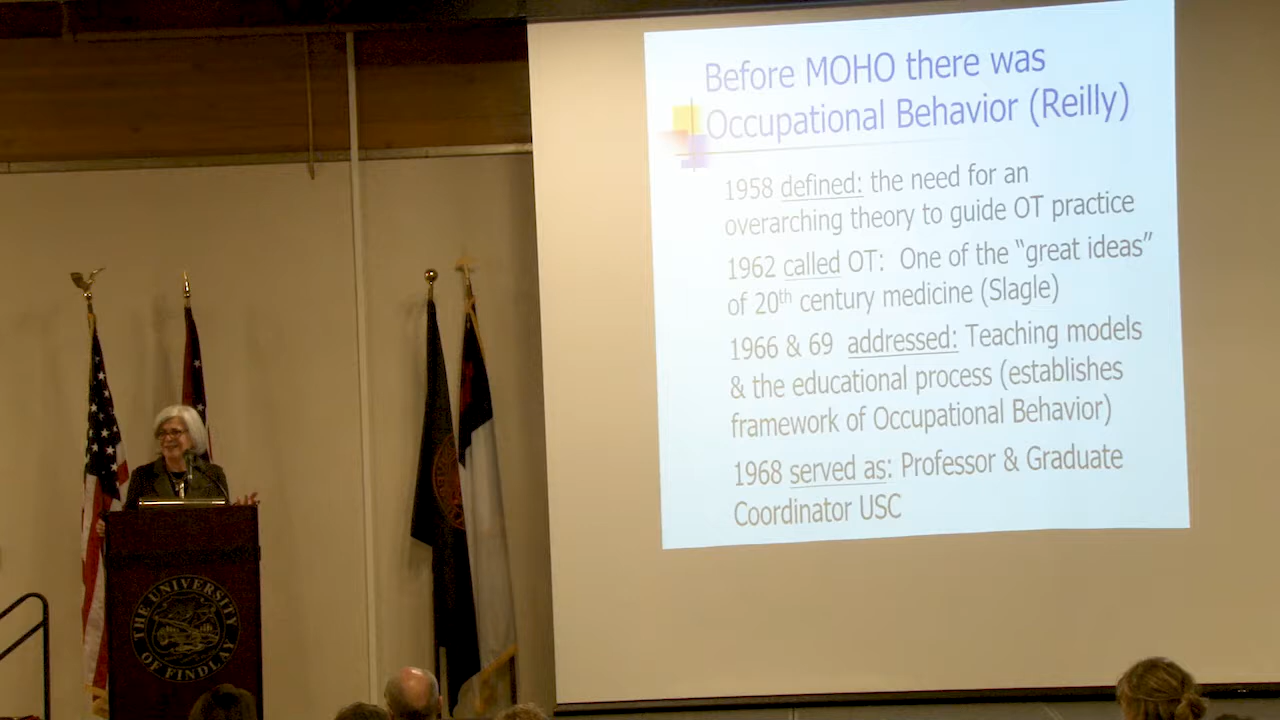 Before MOHO there was
Occupational Behavior (Reilly)
1958 defined: the need for an
overarching theory to guide OT practice
1962 called OT: One of the “great ideas”
of 20th century medicine (Slagle)
1966 & 69 addressed: Teaching models
& the educational process (establishes
framework of Occupational Behavior)
1968 served as: Professor & Graduate
Coordinator USC
THE UNIVERSITY
OF FINDLAY